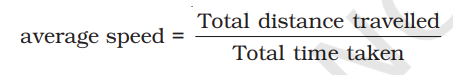 average speed = Total distance travelled
Total time taken